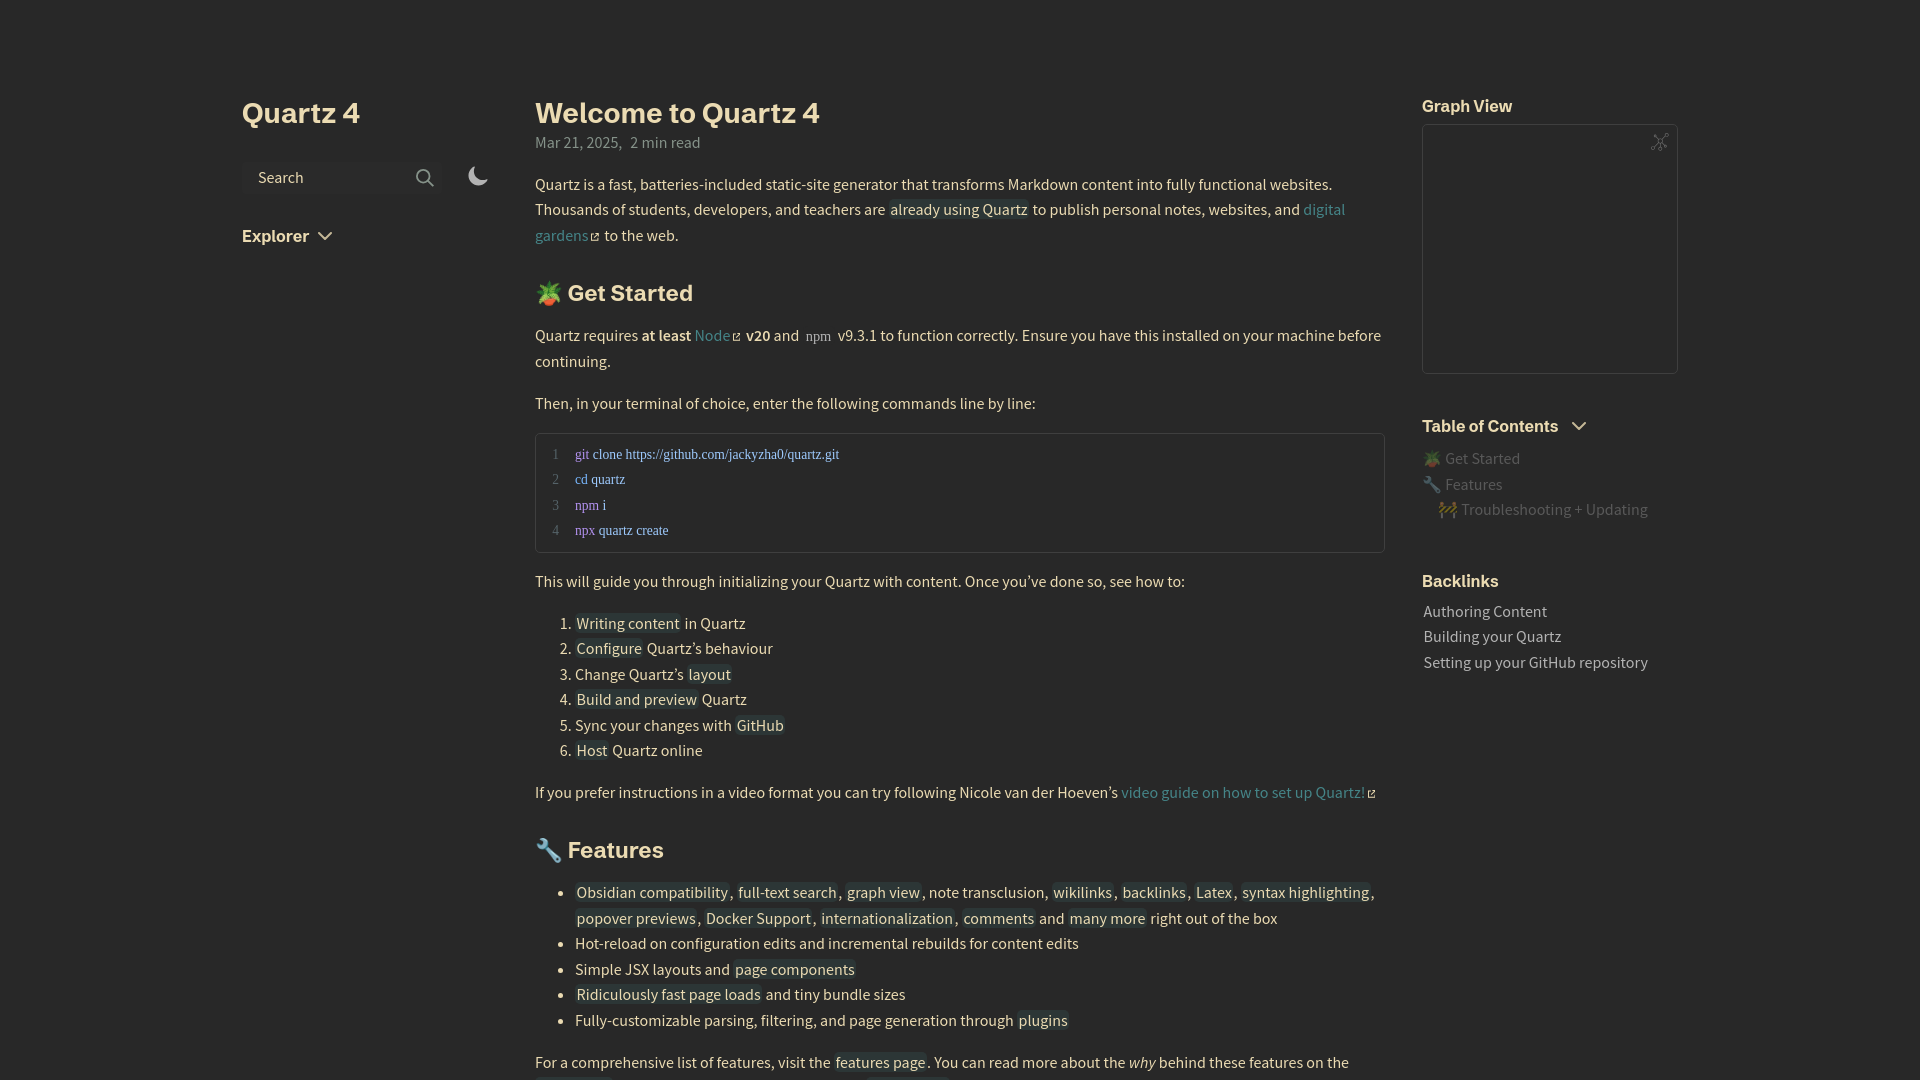 Quartz 4
Search
Explorer
Welcome to Quartz 4
Mar 21, 2025, 2 min read
Quartz is a fast, batteries-included static-site generator that transforms Markdown content into fully functional websites.
Thousands of students, developers, and teachers are already using Quartz to publish personal notes, websites, and digital
gardens to the web.
🪴 Get Started
Quartz requires at least Node v20 and npm v9.3.1 to function correctly. Ensure you have this installed on your machine before
continuing.
Then, in your terminal of choice, enter the following commands line by line:
1 git clone https://github.com/jackyzha0/quartz.git
2 cd quartz
3 npm i
4 npx quartz create
This will guide you through initializing your Quartz with content. Once you’ve done so, see how to:
1. Writing content in Quartz
2. Configure Quartz’s behaviour
3. Change Quartz’s layout
4. Build and preview Quartz
5. Sync your changes with GitHub
6. Host Quartz online
If you prefer instructions in a video format you can try following Nicole van der Hoeven’s video guide on how to set up Quartz!
🔧 Features
• Obsidian compatibility, full-text search, graph view, note transclusion, wikilinks, backlinks, Latex, syntax highlighting,
popover previews, Docker Support, internationalization, comments and many more right out of the box
• Hot-reload on configuration edits and incremental rebuilds for content edits
• Simple JSX layouts and page components
• Ridiculously fast page loads and tiny bundle sizes
• Fully-customizable parsing, filtering, and page generation through plugins
For a comprehensive list of features, visit the features page. You can read more about the why behind these features on the
Graph View
Table of Contents
🪴 Get Started
🔧 Features
🚧 Troubleshooting + Updating
Backlinks
Authoring Content
Building your Quartz
Setting up your GitHub repository